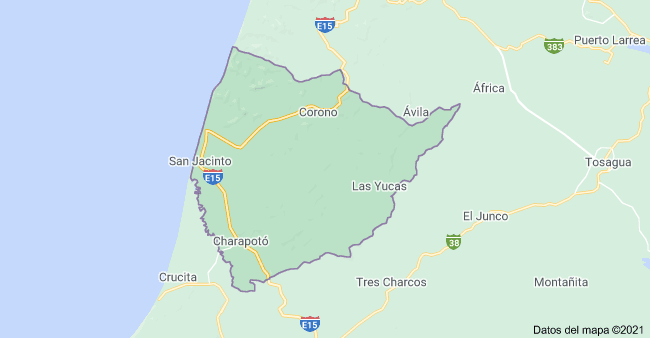 E15
Puerto Larrea
383
África
Corono
Ávila
San Jacinto
Tosagua
E15
Las Yucas
El Junco
Charapotó
38
Crucita
Tres Charcos
Montañita
E15
Datos del mapa ©2021